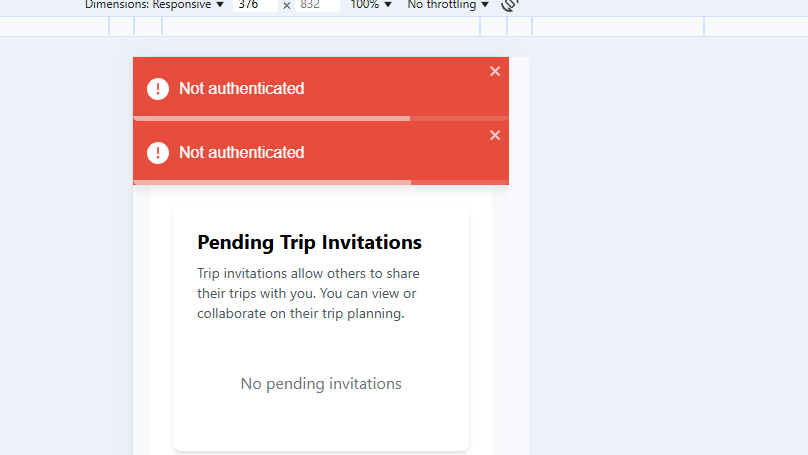 Dimensions: Responsive ▼ 376 × 832 100% ▼ No throttling ▼
Not authenticated
Not authenticated
Pending Trip Invitations
Trip invitations allow others to share
their trips with you. You can view or
collaborate on their trip planning.
No pending invitations